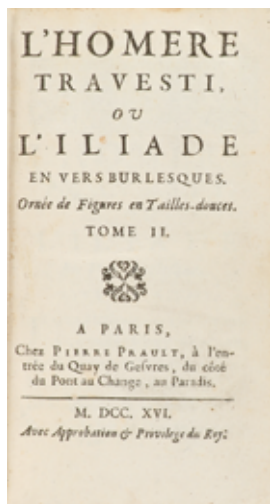 L'HOMERE
TRAVESTI,
OU
L'ILIADE
EN VERS BURLESQUES.
Ornée de Figures en Tailles-douces.
TOME II.
A PARIS,
Chez PIERRE PRAULT, à l'en-
trée du Quay de Gesvres, du côté
du Pont au Change, au Paradis.
M. DCC. XVI.
Avec Approbation & Privilege du Roy.